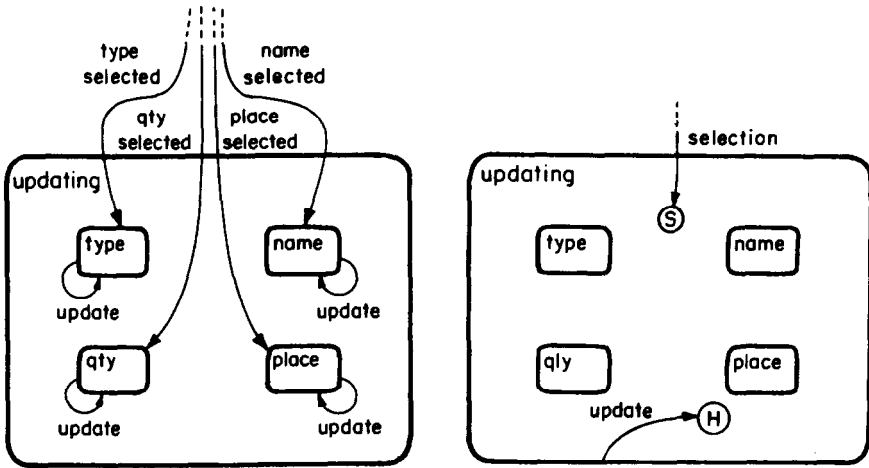 type
selected
name
selected
qty
selected
place
selected
updating
type
name
update
update
qty
place
update
update
selection
updating
S
type
name
qly
place
update
H